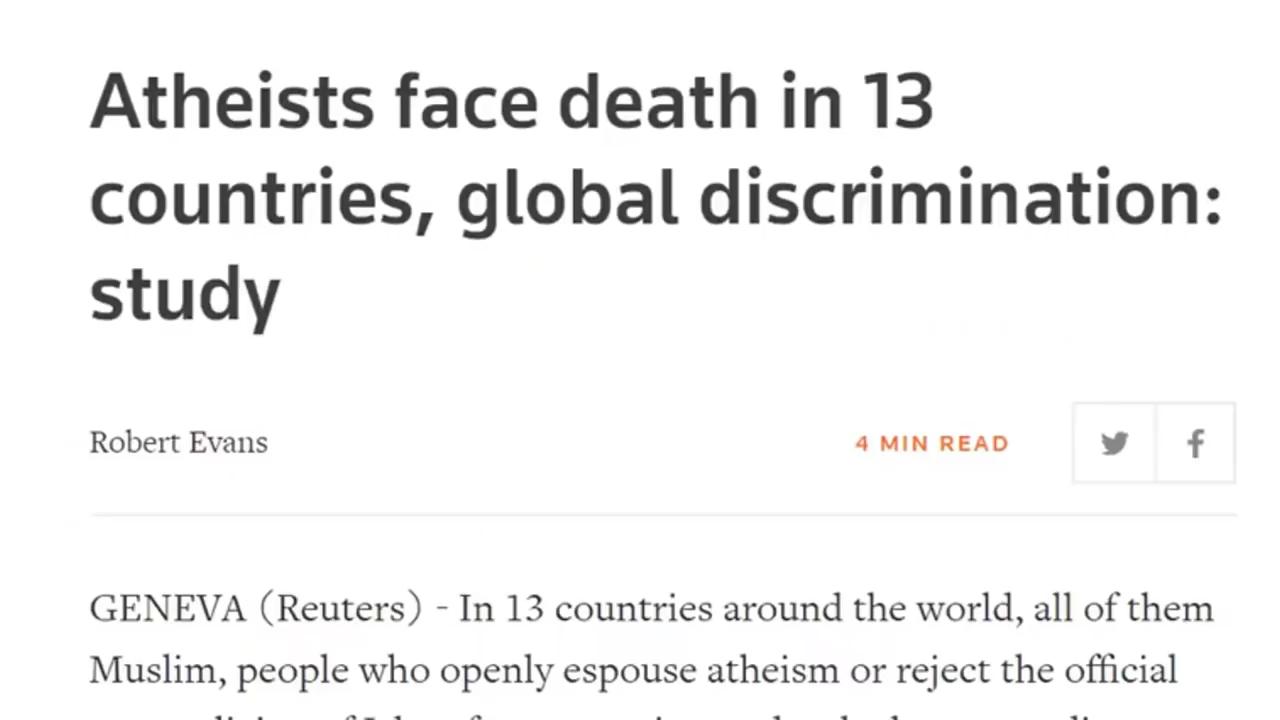 Atheists face death in 13
countries, global discrimination:
study
Robert Evans
4 MIN READ
GENEVA (Reuters) - In 13 countries around the world, all of them
Muslim, people who openly espouse atheism or reject the official